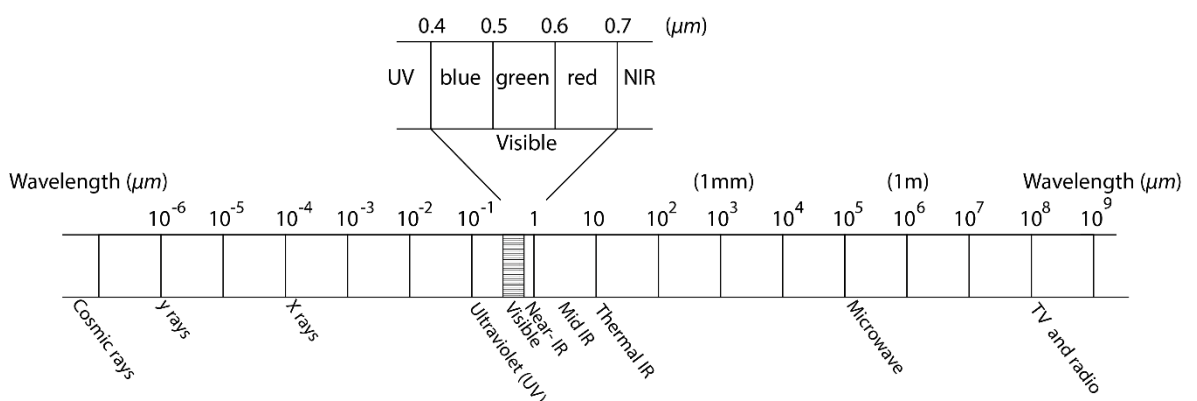 0.4 0.5 0.6 0.7 (μm)
UV blue green red NIR
Visible
Wavelength (μm) (1mm) (1m) Wavelength (μm)
10⁻⁶ 10⁻⁵ 10⁻⁴ 10⁻³ 10⁻² 10⁻¹ 1 10 10² 10³ 10⁴ 10⁵ 10⁶ 10⁷ 10⁸ 10⁹
Cosmic rays
y rays
X rays
Ultraviolet (UV)
Visible
Near- IR
Mid IR
Thermal IR
Microwave
TV and radio